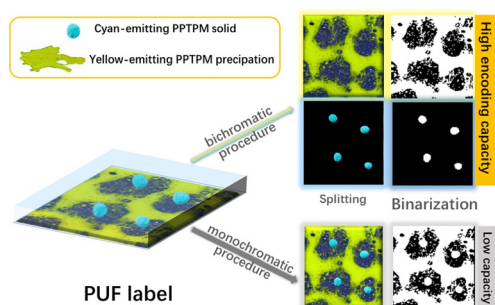 Cyan-emitting PPTPM solid
Yellow-emitting PPTPM precipation
bichromatic
procedure
monochromatic
procedure
PUF label
Splitting
Binarization
High encoding capacity
Low capacity